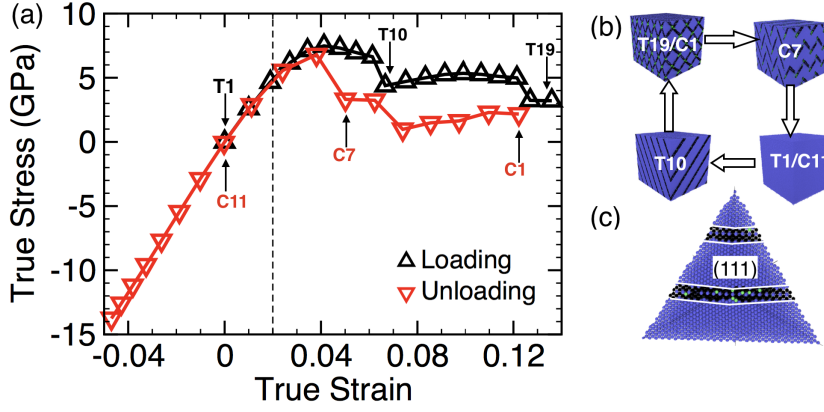 (a)
True Stress (GPa)
10
5
0
-5
-10
-15
-0.04
0
0.04
0.08
0.12
True Strain
T1
T10
T19
C11
C7
C1
Loading
Unloading
(b)
T19/C1
C7
T10
T1/C11
(c)
(111)